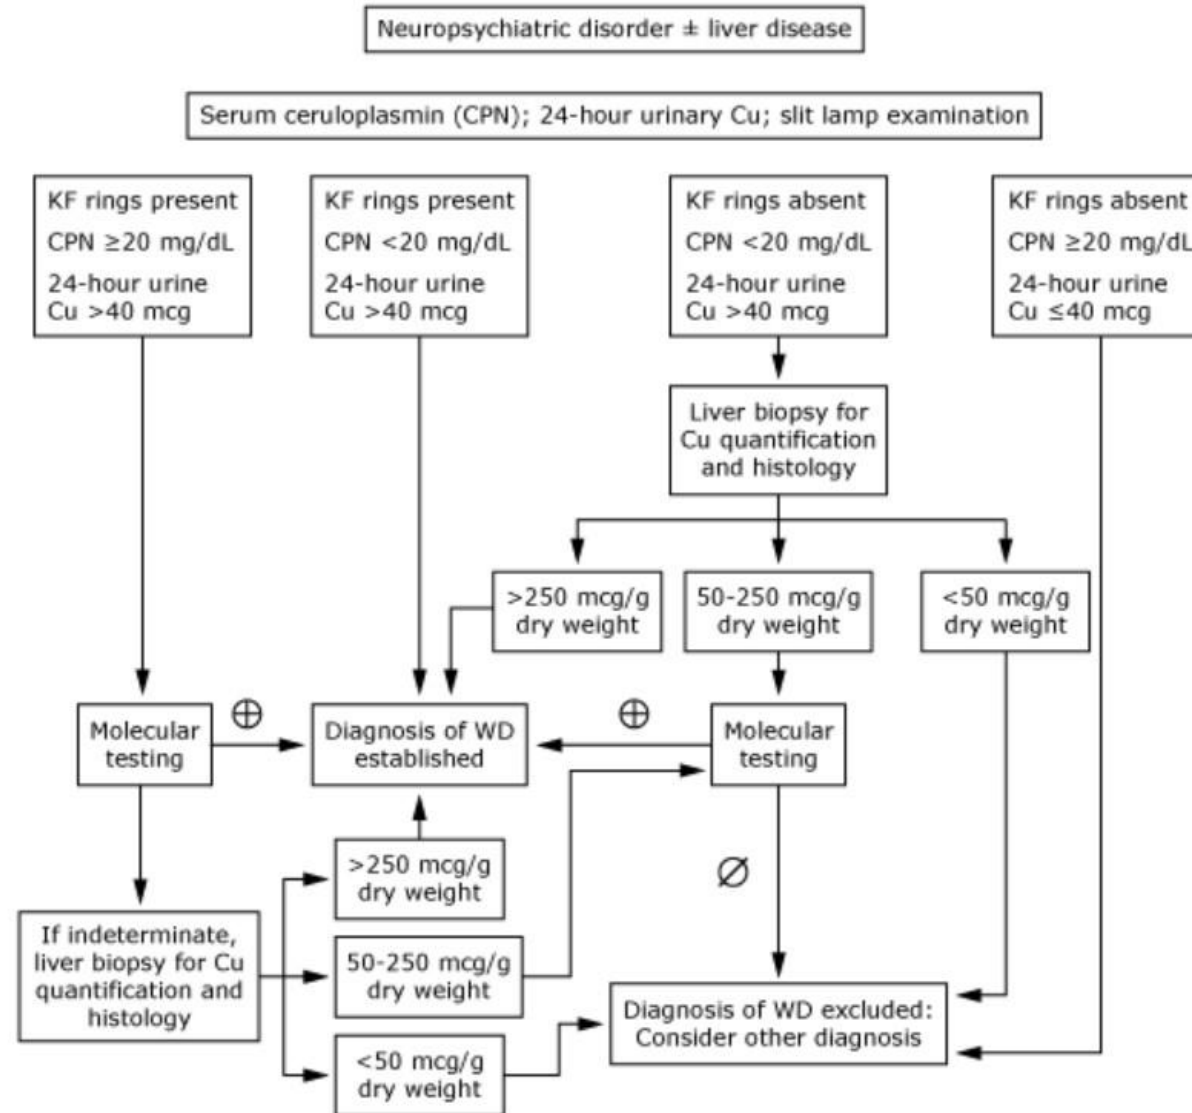 Neuropsychiatric disorder ± liver disease
Serum ceruloplasmin (CPN); 24-hour urinary Cu; slit lamp examination
KF rings present
CPN ≥20 mg/dL
24-hour urine
Cu >40 mcg
KF rings present
CPN <20 mg/dL
24-hour urine
Cu >40 mcg
KF rings absent
CPN <20 mg/dL
24-hour urine
Cu >40 mcg
KF rings absent
CPN ≥20 mg/dL
24-hour urine
Cu ≤40 mcg
Liver biopsy for
Cu quantification
and histology
>250 mcg/g
dry weight
50-250 mcg/g
dry weight
<50 mcg/g
dry weight
Molecular
testing
⊕
Diagnosis of WD
established
⊕
Molecular
testing
>250 mcg/g
dry weight
∅
If indeterminate,
liver biopsy for Cu
quantification and
histology
50-250 mcg/g
dry weight
<50 mcg/g
dry weight
Diagnosis of WD excluded:
Consider other diagnosis